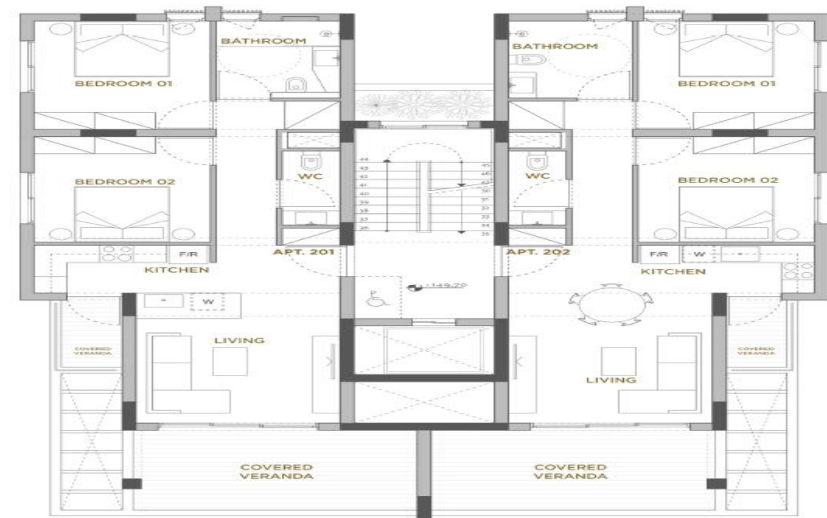 BATHROOM
BATHROOM
BEDROOM 01
BEDROOM 01
WC
WC
BEDROOM 02
BEDROOM 02
F/R
APT. 201
APT. 202
F/R
W
KITCHEN
KITCHEN
W
P
LIVING
COVERED
VERANDA
COVERED
VERANDA
LIVING
COVERED
VERANDA
COVERED
VERANDA